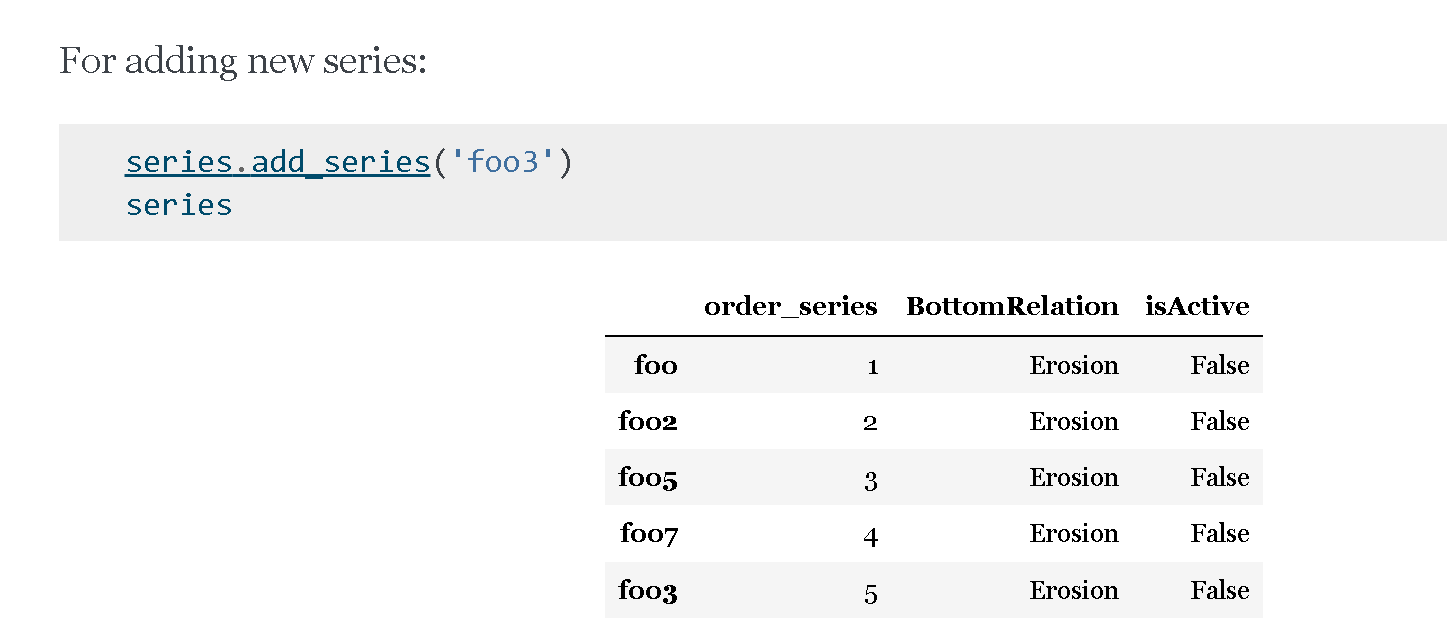 For adding new series:
series.add_series('foo3')
series
order_series BottomRelation isActive
foo 1 Erosion False
foo2 2 Erosion False
foo5 3 Erosion False
foo7 4 Erosion False
foo3 5 Erosion False